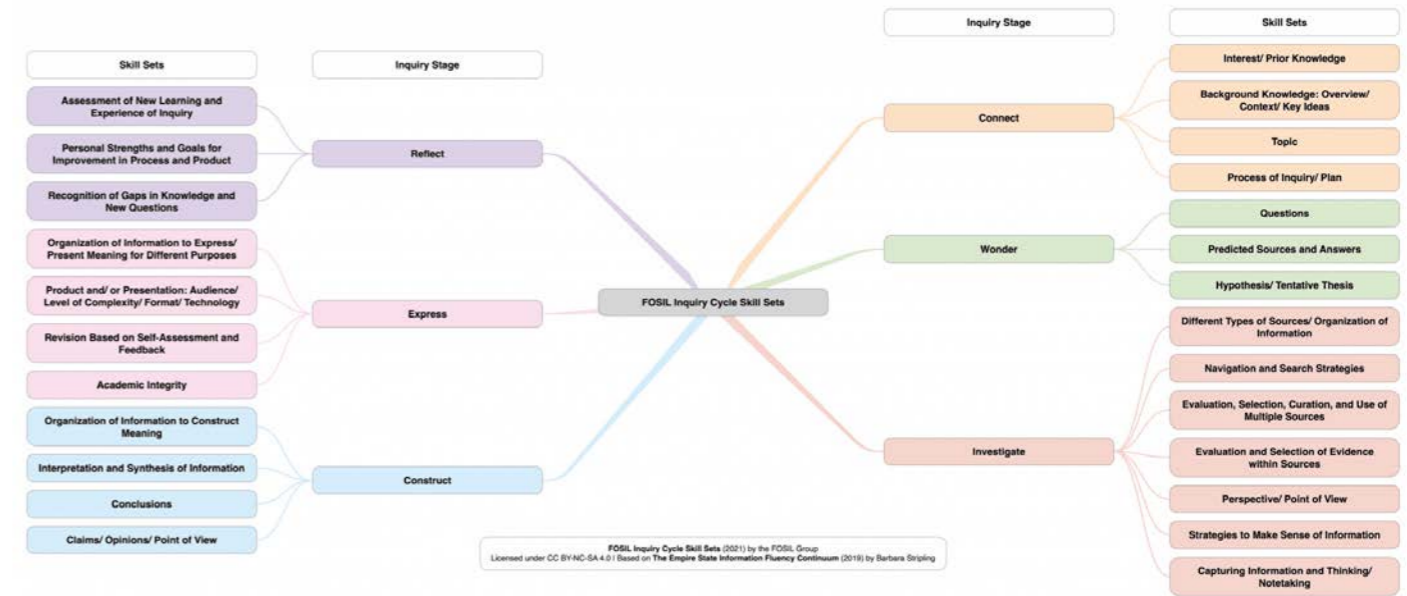 Inquiry Stage
Skill Sets
Interest/ Prior Knowledge
Background Knowledge: Overview/
Context/ Key Ideas
Connect
Topic
Process of Inquiry/ Plan
Questions
Wonder
Predicted Sources and Answers
Hypothesis/ Tentative Thesis
Different Types of Sources/ Organization of
Information
Navigation and Search Strategies
Evaluation, Selection, Curation, and Use of
Multiple Sources
Investigate
Evaluation and Selection of Evidence
within Sources
Perspective/ Point of View
Strategies to Make Sense of Information
Capturing Information and Thinking/
Notetaking
FOSIL Inquiry Cycle Skill Sets
Skill Sets
Inquiry Stage
Assessment of New Learning and
Experience of Inquiry
Personal Strengths and Goals for
Improvement in Process and Product
Reflect
Recognition of Gaps in Knowledge and
New Questions
Organization of Information to Express/
Present Meaning for Different Purposes
Product and/ or Presentation: Audience/
Level of Complexity/ Format/ Technology
Express
Revision Based on Self-Assessment and
Feedback
Academic Integrity
Organization of Information to Construct
Meaning
Interpretation and Synthesis of Information
Construct
Conclusions
Claims/ Opinions/ Point of View
FOSIL Inquiry Cycle Skill Sets (2021) by the FOSIL Group
Licensed under CC BY-NC-SA 4.0 | Based on The Empire State Information Fluency Continuum (2019) by Barbara Stripling